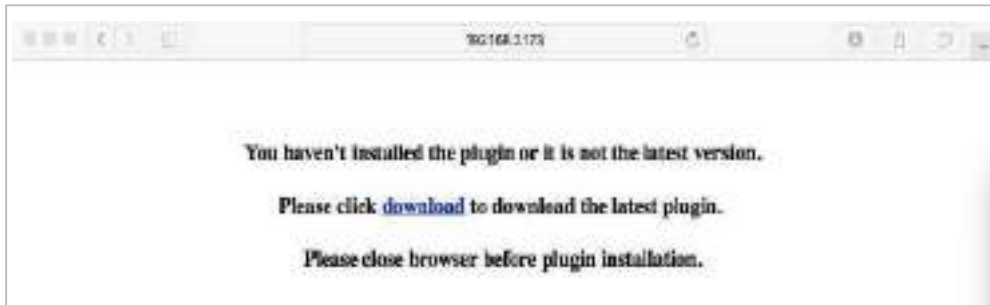 You haven't installed the plugin or it is not the latest version.
Please click download to download the latest plugin.
Please close browser before plugin installation.